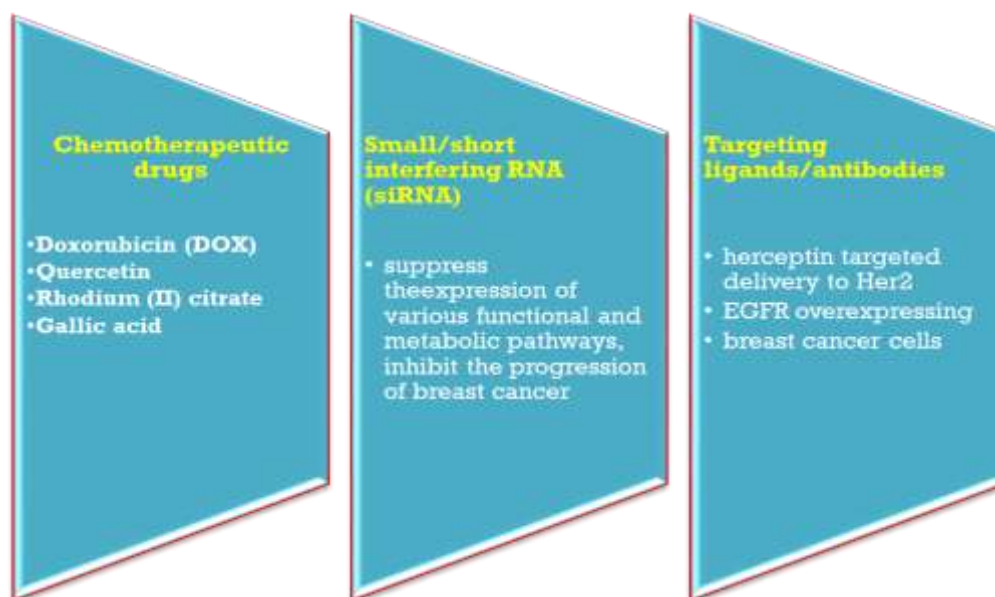 Chemotherapeutic
drugs
•Doxorubicin (DOX)
•Quercetin
•Rhodium (II) citrate
•Gallic acid
Small/short
interfering RNA
(siRNA)
• suppress
theexpression of
various functional and
metabolic pathways,
inhibit the progression
of breast cancer
Targeting
ligands/antibodies
• herceptin targeted
delivery to Her2
• EGFR overexpressing
• breast cancer cells